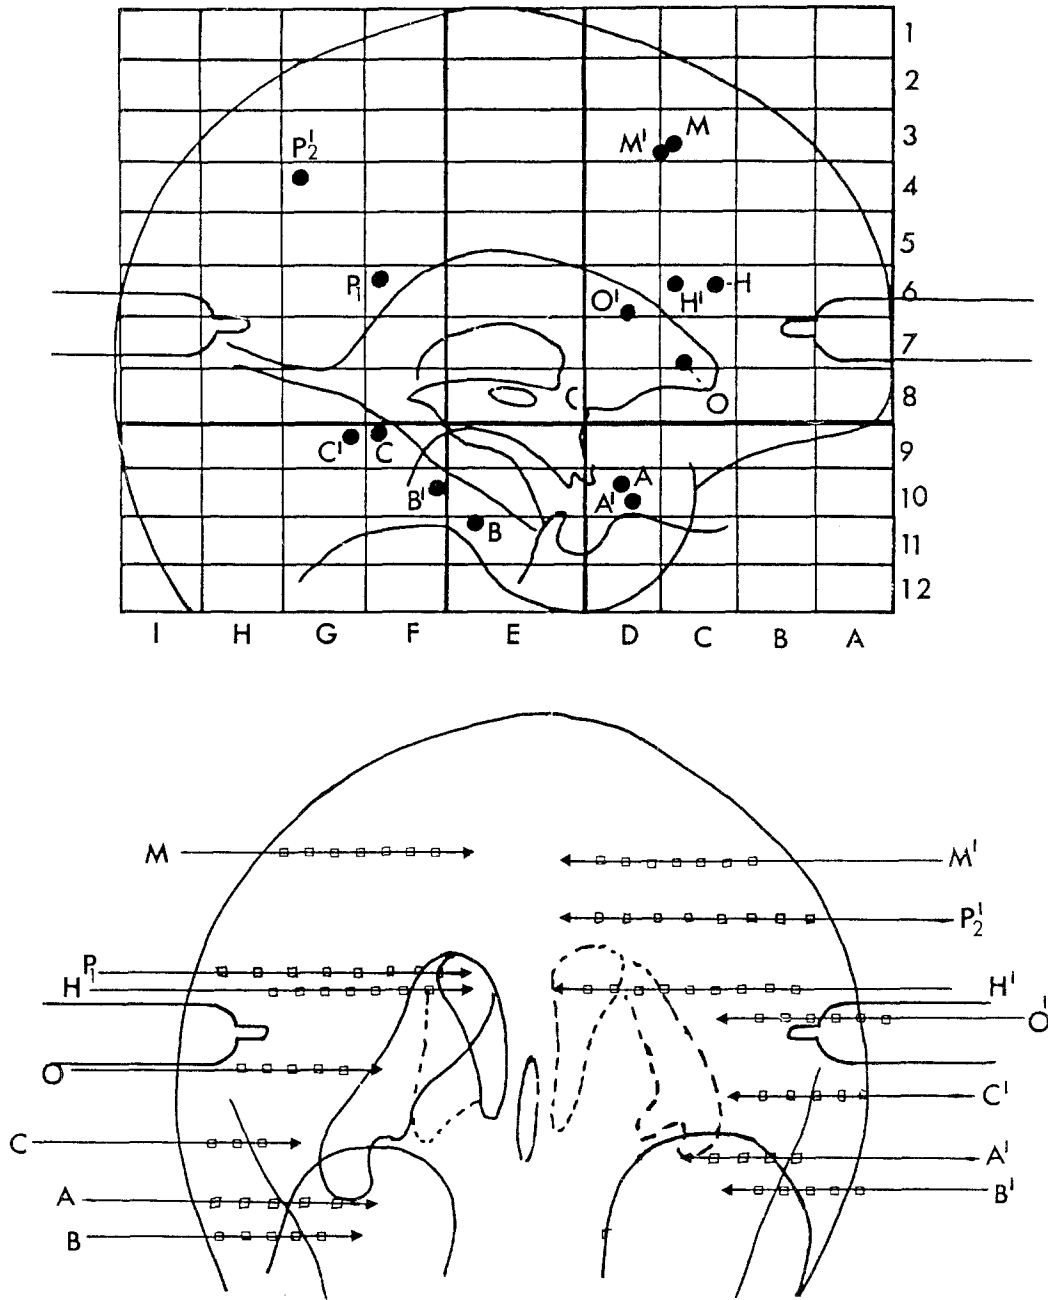 1
2
M
M' 3
P'2
4
5
P1 H 6
O' H'
7
8
O
9
C' C
A
B' A' 10
B
11
12
I H G F E D C B A
M M'
P'2
P1
H H'
O'
O
C'
C
A'
A B'
B